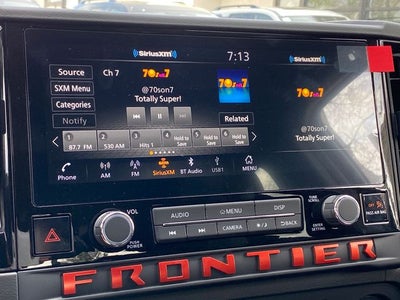 SiriusXM
7:13
SiriusXM
Source
Ch 7
70s on 7
70s on 7
SXM Menu
@70son7
Totally Super!
@70son7
Totally Super!
Categories
Related
1 2 3 4 5 6
87.7 FM 530 AM Hits 1 Hold to Save Hold to Save Hold to Save
Phone AM FM SiriusXM BT Audio USB1 MENU
VOL
PUSH POWER
AUDIO MENU DISP
CAMERA BACK
TUNE SCROLL
ENTER SETTING
PASS AIR BAG
OFF
FRONTIER